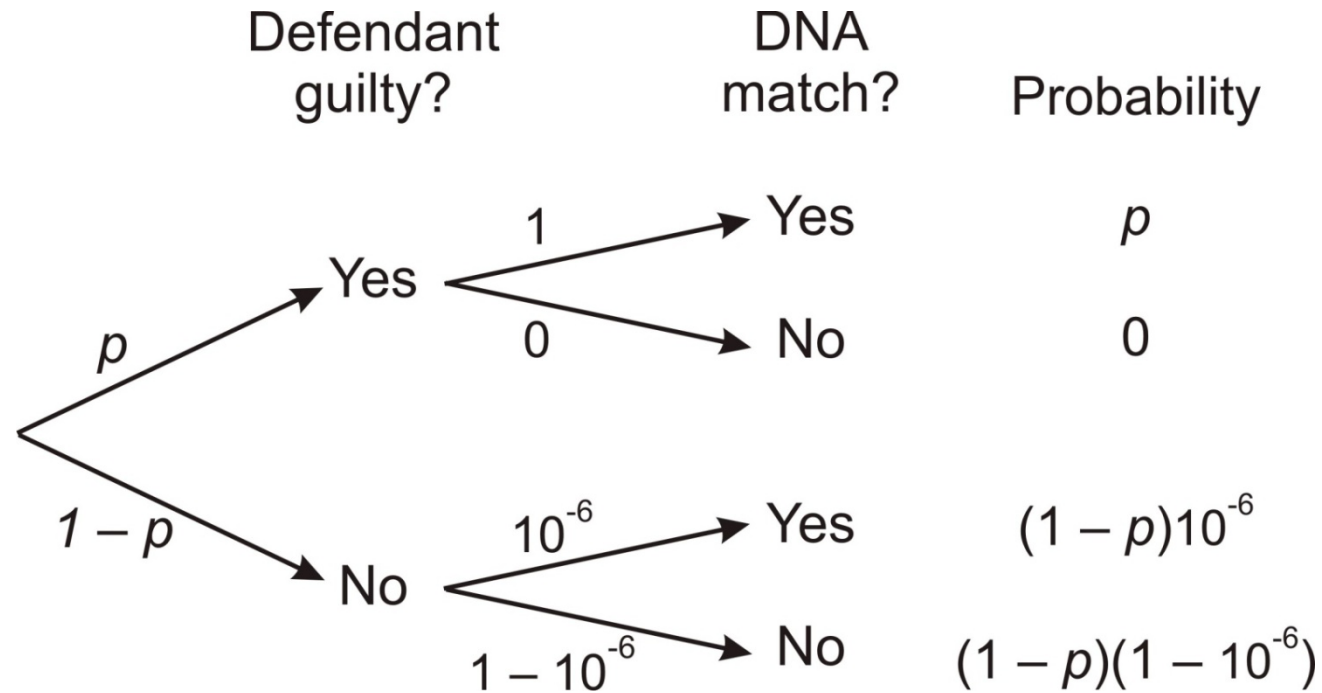 Defendant guilty?
DNA match?
Probability
1
Yes
p
Yes
0
No
0
p
1 – p
10⁻⁶
Yes
(1 – p)10⁻⁶
No
1 – 10⁻⁶
No
(1 – p)(1 – 10⁻⁶)